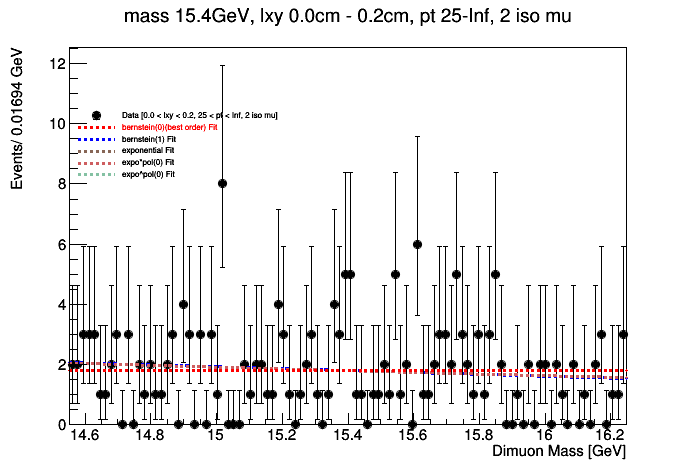 mass 15.4GeV, lxy 0.0cm - 0.2cm, pt 25-Inf, 2 iso mu
Events/ 0.01694 GeV
12
10
8
6
4
2
0
Data [0.0 < lxy < 0.2, 25 < pt < Inf, 2 iso mu]
bernstein(0)(best order) Fit
bernstein(1) Fit
exponential Fit
expo*pol(0) Fit
expo^pol(0) Fit
14.6 14.8 15 15.2 15.4 15.6 15.8 16 16.2
Dimuon Mass [GeV]